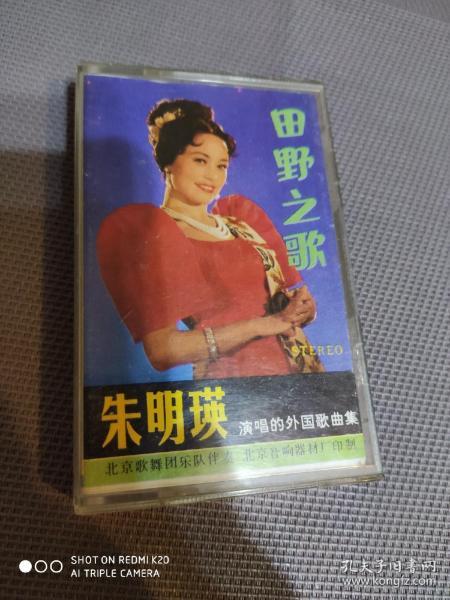 田野之歌
STEREO
朱明瑛 演唱的外国歌曲集
北京歌舞团乐队伴奏 北京音响器材厂印制
SHOT ON REDMI K20
AI TRIPLE CAMERA
孔夫子旧书网
www.kongfz.com